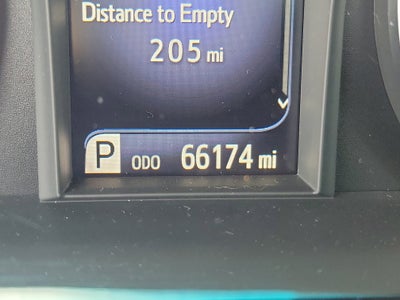 Distance to Empty
205 mi
P ODO 66174 mi